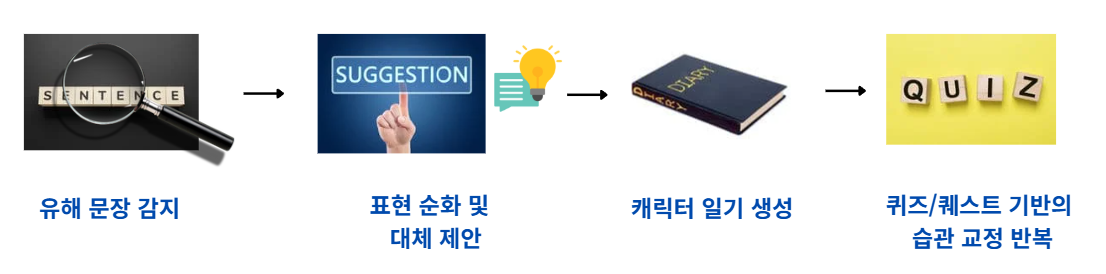 SENTENCE
SUGGESTION
DIARY
DIARY
QUIZ
유해 문장 감지
표현 순화 및
대체 제안
캐릭터 일기 생성
퀴즈/퀘스트 기반의
습관 교정 반복